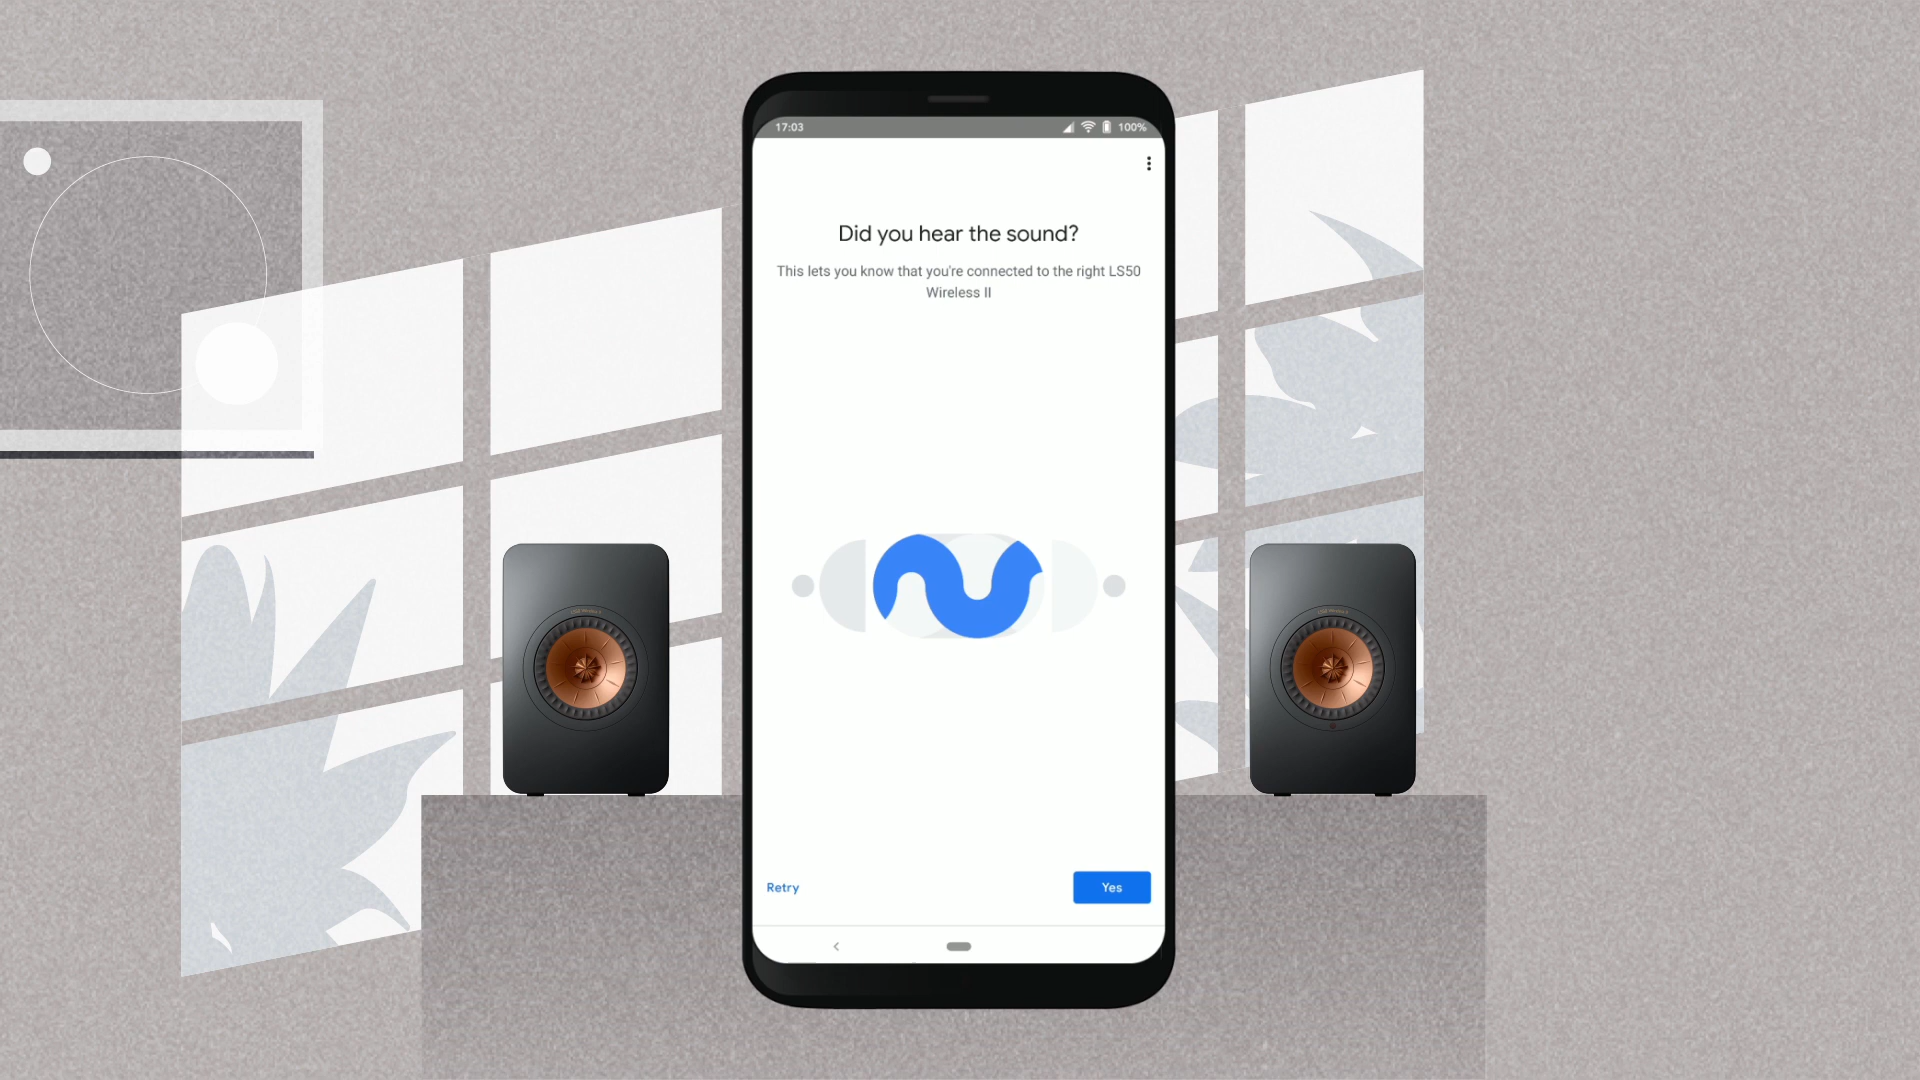 17:03
100%
Did you hear the sound?
This lets you know that you're connected to the right LS50
Wireless II
Retry
Yes